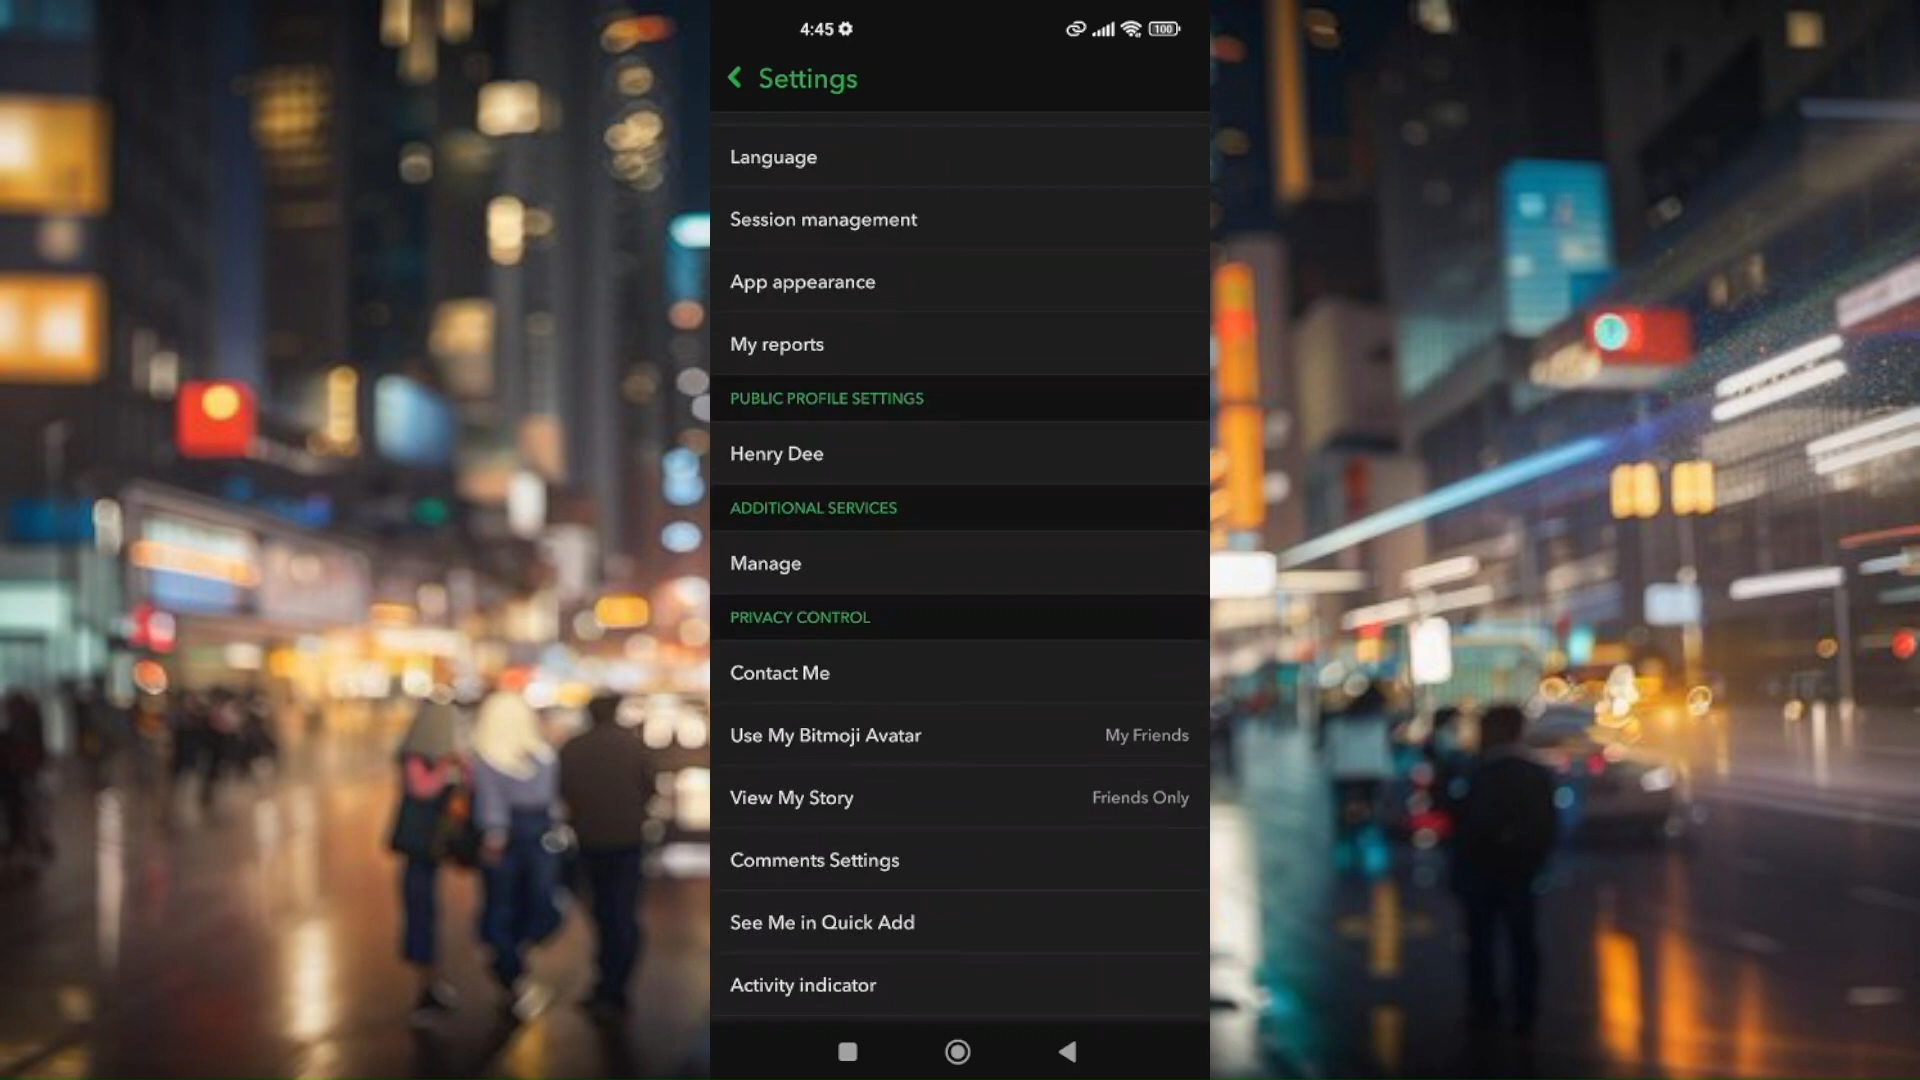 4:45
100
Settings
Language
Session management
App appearance
My reports
PUBLIC PROFILE SETTINGS
Henry Dee
ADDITIONAL SERVICES
Manage
PRIVACY CONTROL
Contact Me
Use My Bitmoji Avatar My Friends
View My Story Friends Only
Comments Settings
See Me in Quick Add
Activity indicator